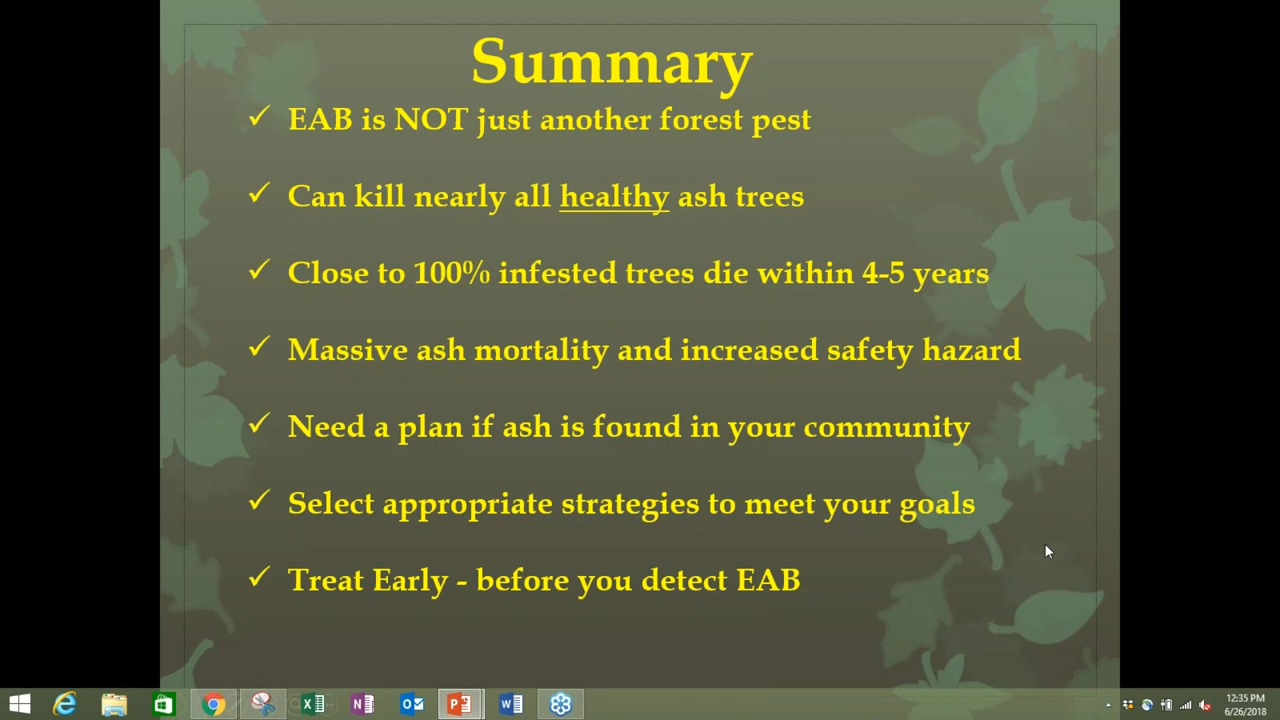 Summary
✓ EAB is NOT just another forest pest
✓ Can kill nearly all healthy ash trees
✓ Close to 100% infested trees die within 4-5 years
✓ Massive ash mortality and increased safety hazard
✓ Need a plan if ash is found in your community
✓ Select appropriate strategies to meet your goals
✓ Treat Early - before you detect EAB
12:35 PM
6/26/2018